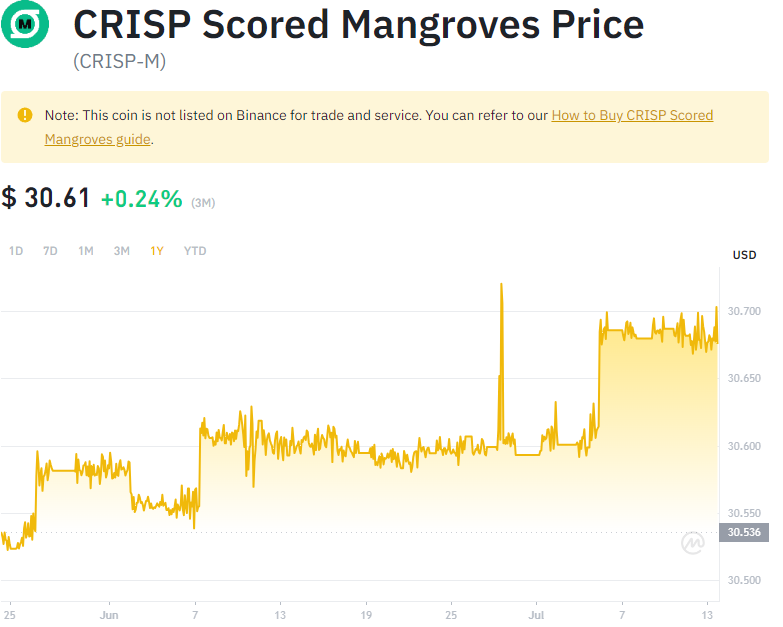 M
CRISP Scored Mangroves Price
(CRISP-M)
Note: This coin is not listed on Binance for trade and service. You can refer to our How to Buy CRISP Scored
Mangroves guide.
$ 30.61 +0.24% (3M)
1D 7D 1M 3M 1Y YTD
USD
30.700
30.650
30.600
30.550
30.536
30.500
25 Jun 7 13 19 25 Jul 7 13